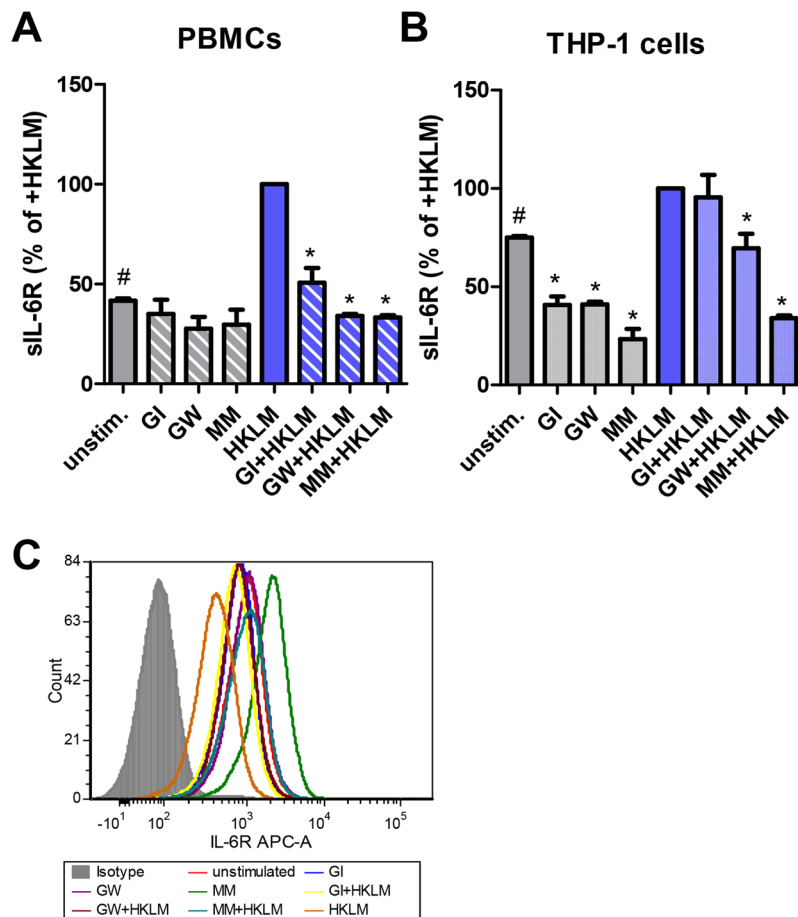 A
PBMCs
sIL-6R (% of +HKLM)
150
100
50
0
#
*
*
*
unstim.
GI
GW
MM
HKLM
GI+HKLM
GW+HKLM
MM+HKLM
B
THP-1 cells
sIL-6R (% of +HKLM)
150
100
50
0
#
*
*
*
*
*
unstim.
GI
GW
MM
HKLM
GI+HKLM
GW+HKLM
MM+HKLM
C
Count
84
63
42
21
0
-10¹ 10² 10³ 10⁴ 10⁵
IL-6R APC-A
Isotype unstimulated GI
GW MM GI+HKLM
GW+HKLM MM+HKLM HKLM